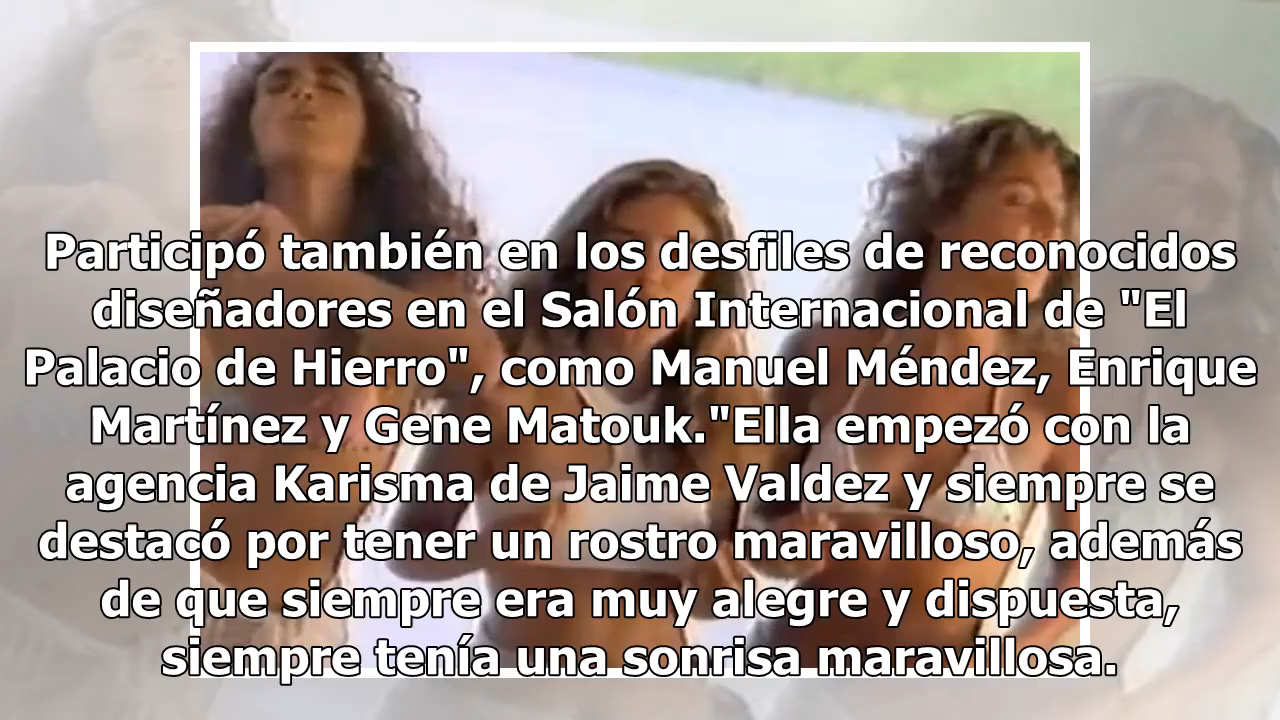 Participó también en los desfiles de reconocidos
diseñadores en el Salón Internacional de "El
Palacio de Hierro", como Manuel Méndez, Enrique
Martínez y Gene Matouk."Ella empezó con la
agencia Karisma de Jaime Valdez y siempre se
destacó por tener un rostro maravilloso, además
de que siempre era muy alegre y dispuesta,
siempre tenía una sonrisa maravillosa.